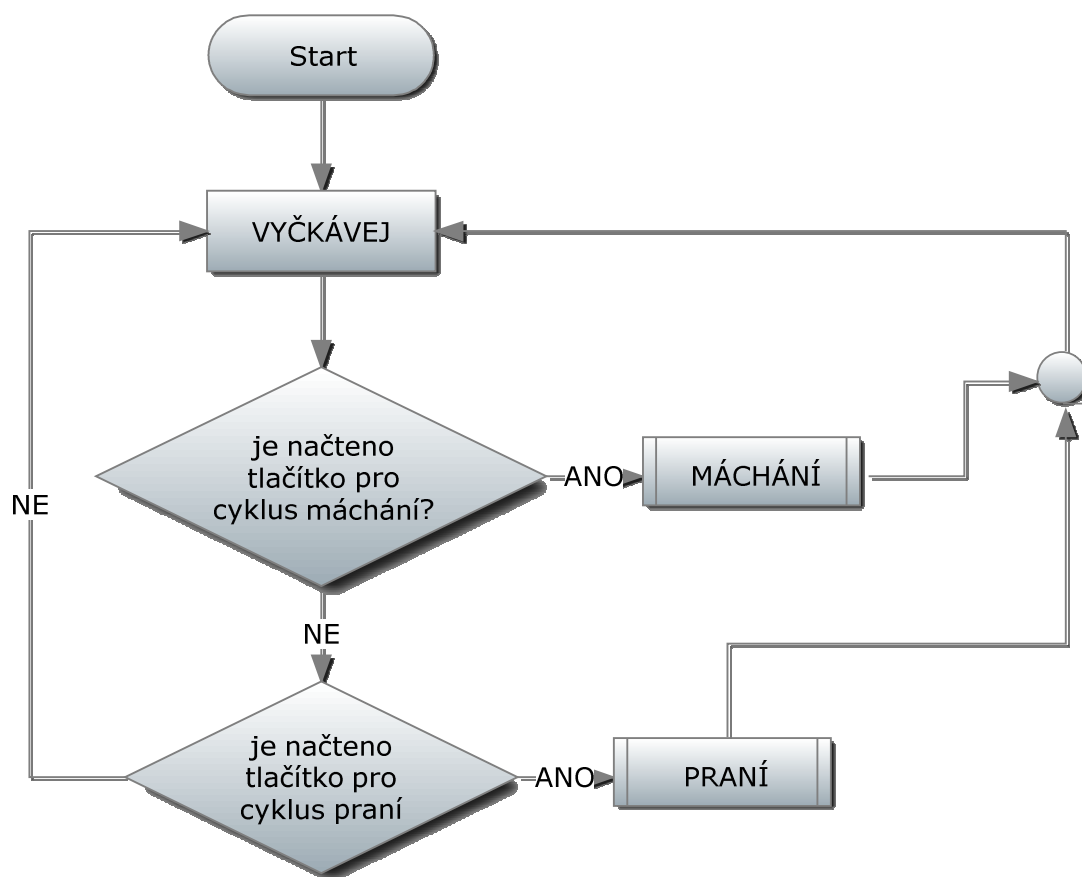 Start
VYČKÁVEJ
je načteno
tlačítko pro
cyklus máchání?
ANO
MÁCHÁNÍ
NE
NE
je načteno
tlačítko pro
cyklus praní
ANO
PRANÍ